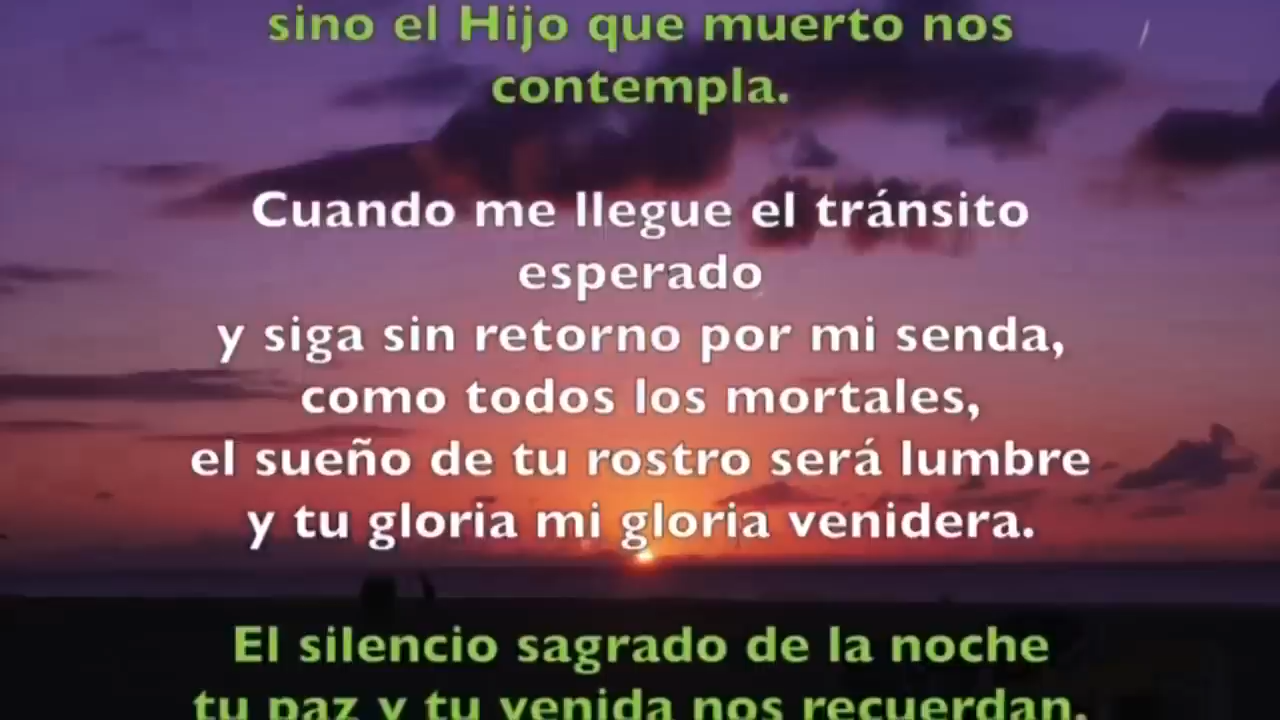 sino el Hijo que muerto nos
contempla.
Cuando me llegue el tránsito
esperado
y siga sin retorno por mi senda,
como todos los mortales,
el sueño de tu rostro será lumbre
y tu gloria mi gloria venidera.
El silencio sagrado de la noche
tu paz y tu venida nos recuerdan,